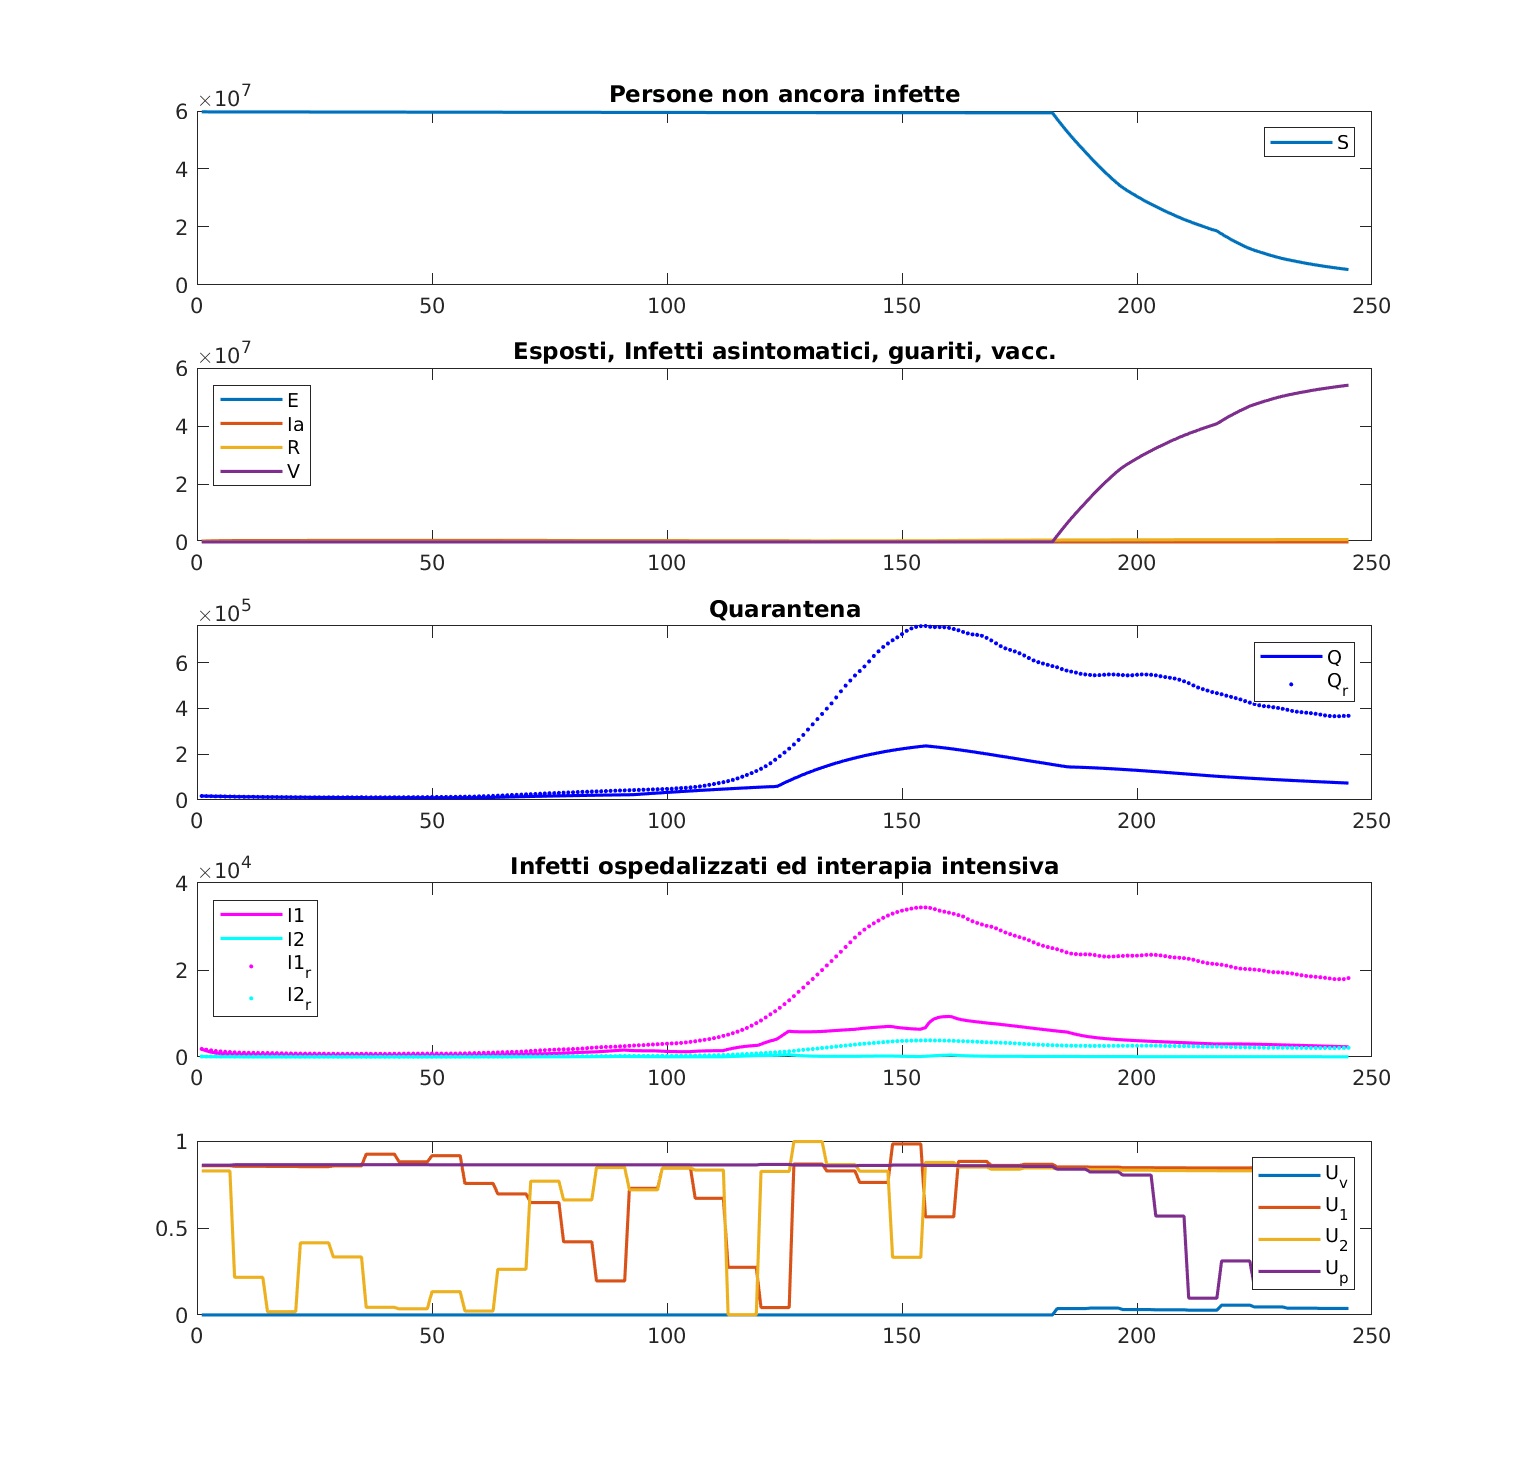 Persone non ancora infette
×10^7
6
4
2
0
0 50 100 150 200 250
S
Esposti, Infetti asintomatici, guariti, vacc.
×10^7
6
4
2
0
0 50 100 150 200 250
E
Ia
R
V
Quarantena
×10^5
6
4
2
0
0 50 100 150 200 250
Q
Q_r
Infetti ospedalizzati ed interapia intensiva
×10^4
4
2
0
0 50 100 150 200 250
I1
I2
I1_r
I2_r
1
0.5
0
0 50 100 150 200 250
U_v
U_1
U_2
U_p